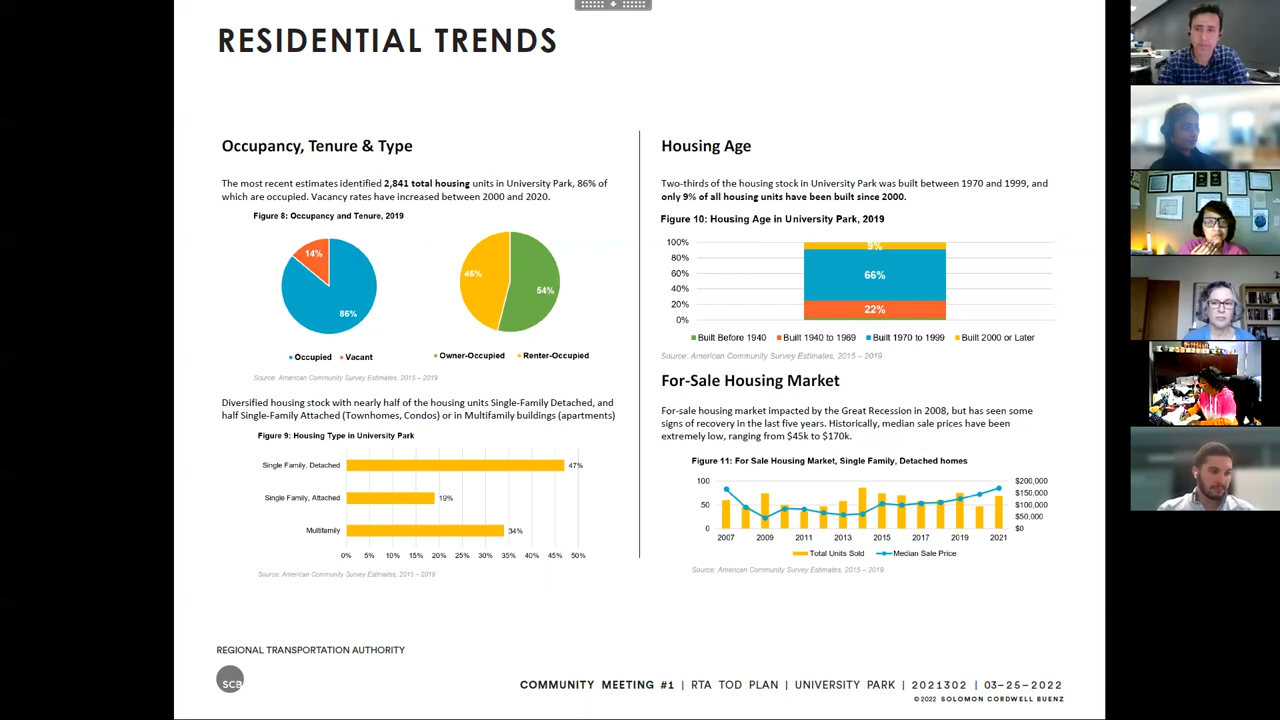 RESIDENTIAL TRENDS
Occupancy, Tenure & Type
The most recent estimates identified 2,841 total housing units in University Park, 86% of
which are occupied. Vacancy rates have increased between 2000 and 2020.
Figure 8: Occupancy and Tenure, 2019
14%
86%
46%
54%
Occupied Vacant
Owner-Occupied Renter-Occupied
Source: American Community Survey Estimates, 2015 – 2019
Diversified housing stock with nearly half of the housing units Single-Family Detached, and
half Single-Family Attached (Townhomes, Condos) or in Multifamily buildings (apartments)
Figure 9: Housing Type in University Park
Single Family, Detached 47%
Single Family, Attached 19%
Multifamily 34%
0% 5% 10% 15% 20% 25% 30% 35% 40% 45% 50%
Source: American Community Survey Estimates, 2015 – 2019
Housing Age
Two-thirds of the housing stock in University Park was built between 1970 and 1999, and
only 9% of all housing units have been built since 2000.
Figure 10: Housing Age in University Park, 2019
100%
80%
60%
40%
20%
0%
9%
66%
22%
Built Before 1940 Built 1940 to 1969 Built 1970 to 1999 Built 2000 or Later
Source: American Community Survey Estimates, 2015 – 2019
For-Sale Housing Market
For-sale housing market impacted by the Great Recession in 2008, but has seen some
signs of recovery in the last five years. Historically, median sale prices have been
extremely low, ranging from $45k to $170k.
Figure 11: For Sale Housing Market, Single Family, Detached homes
100
50
0
$200,000
$150,000
$100,000
$50,000
$0
2007 2009 2011 2013 2015 2017 2019 2021
Total Units Sold Median Sale Price
Source: American Community Survey Estimates, 2015 – 2019
REGIONAL TRANSPORTATION AUTHORITY
SCB
COMMUNITY MEETING #1 | RTA TOD PLAN | UNIVERSITY PARK | 2021302 | 03-25-2022
©2022 SOLOMON CORDWELL BUENZ